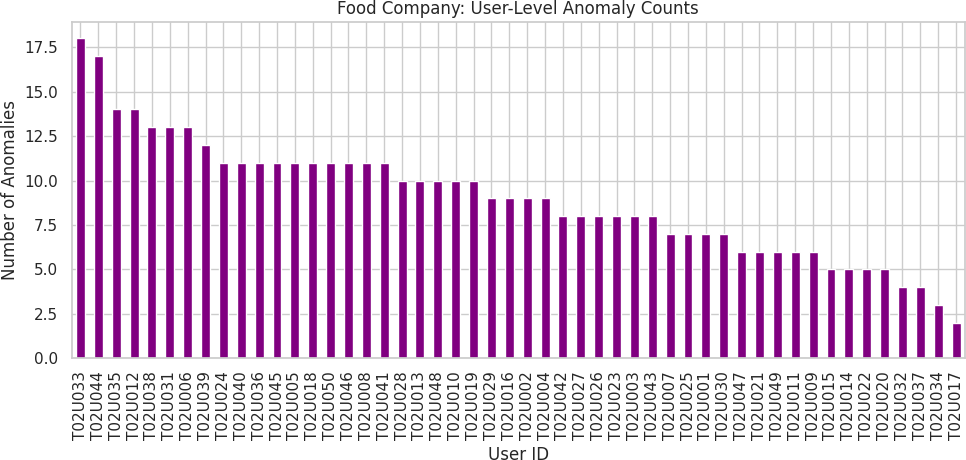 Food Company: User-Level Anomaly Counts
Number of Anomalies
17.5
15.0
12.5
10.0
7.5
5.0
2.5
0.0
T02U033
T02U044
T02U035
T02U012
T02U038
T02U031
T02U006
T02U039
T02U024
T02U040
T02U036
T02U045
T02U005
T02U018
T02U050
T02U046
T02U008
T02U041
T02U028
T02U013
T02U048
T02U010
T02U019
T02U029
T02U016
T02U002
T02U004
T02U042
T02U027
T02U026
T02U023
T02U003
T02U043
T02U007
T02U025
T02U001
T02U030
T02U047
T02U021
T02U049
T02U011
T02U009
T02U015
T02U014
T02U022
T02U020
T02U032
T02U037
T02U034
T02U017
User ID